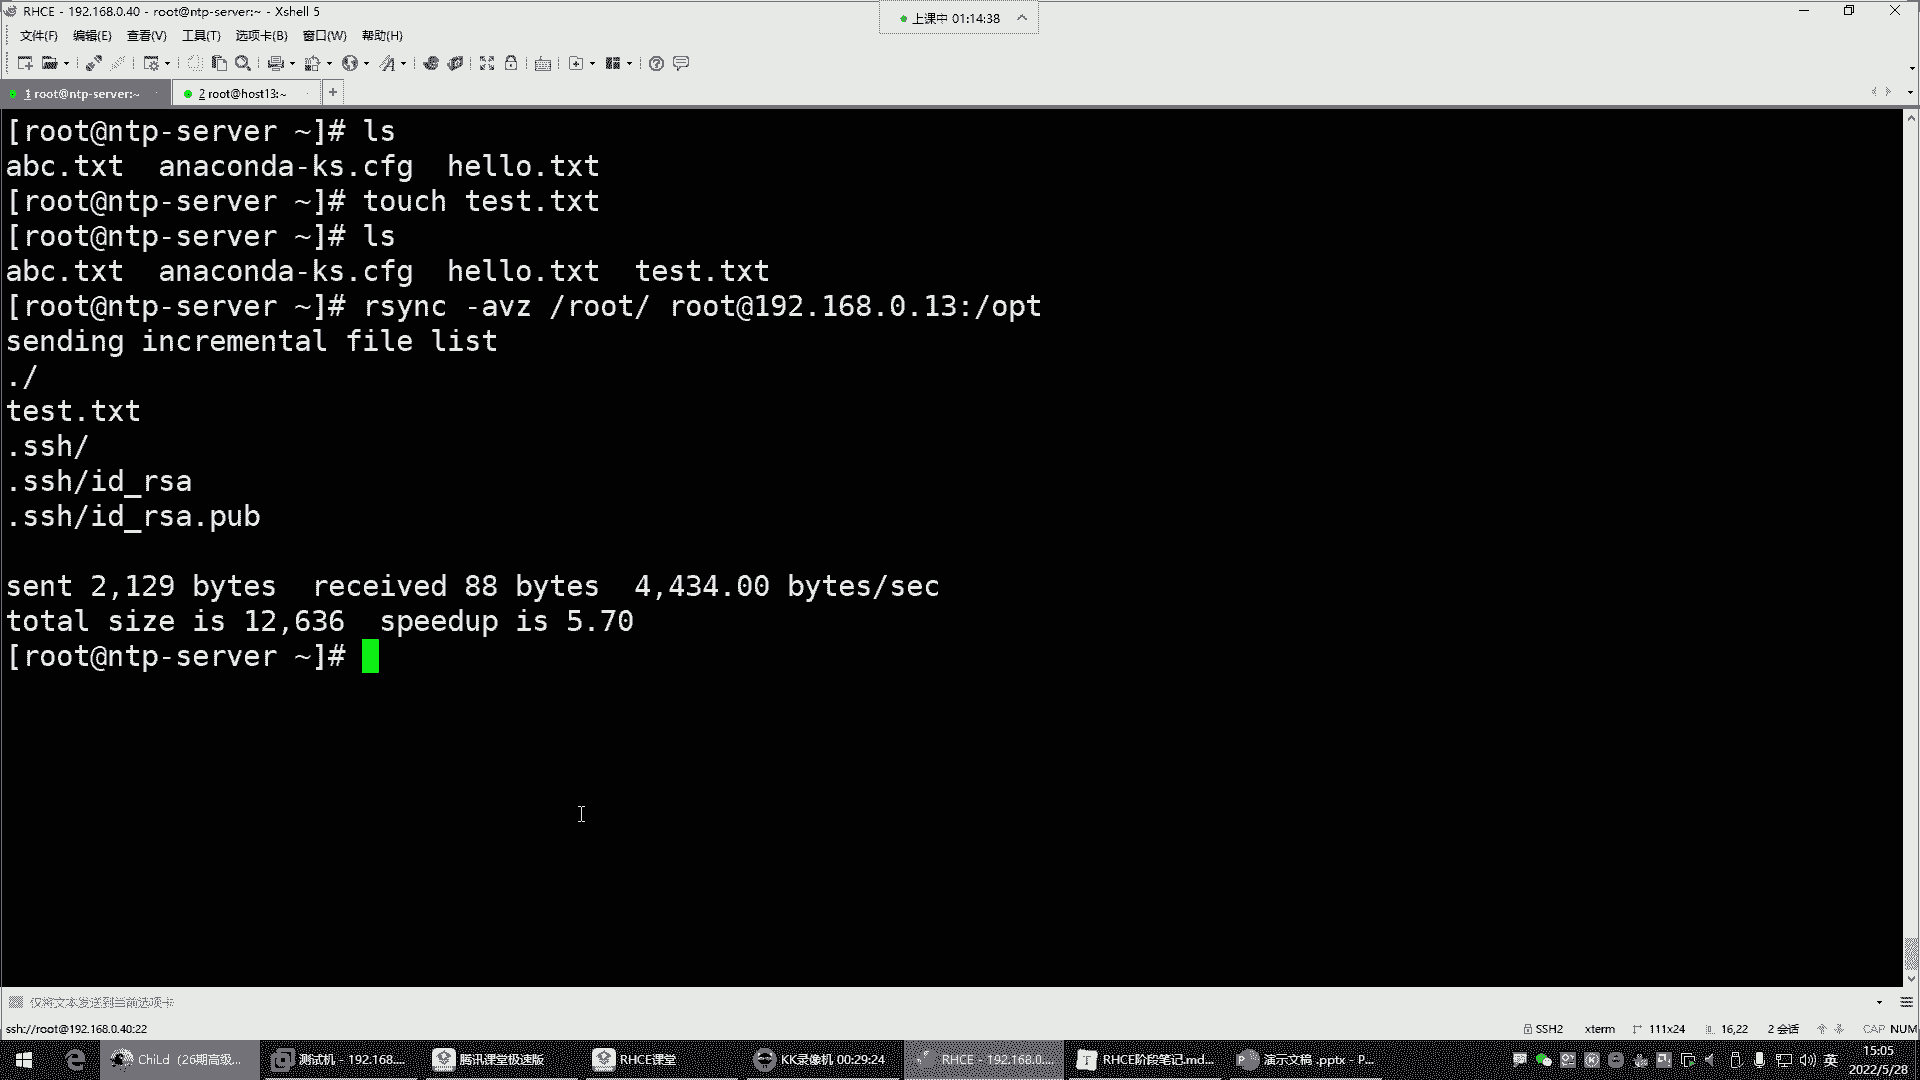 RHCE - 192.168.0.40 - root@ntp-server:~ - Xshell 5
上课中 01:14:38
文件(F) 编辑(E) 查看(V) 工具(T) 选项卡(B) 窗口(W) 帮助(H)
1 root@ntp-server:~
2 root@host13:~
[root@ntp-server ~]# ls
abc.txt  anaconda-ks.cfg  hello.txt
[root@ntp-server ~]# touch test.txt
[root@ntp-server ~]# ls
abc.txt  anaconda-ks.cfg  hello.txt  test.txt
[root@ntp-server ~]# rsync -avz /root/ root@192.168.0.13:/opt
sending incremental file list
./
test.txt
.ssh/
.ssh/id_rsa
.ssh/id_rsa.pub
sent 2,129 bytes  received 88 bytes  4,434.00 bytes/sec
total size is 12,636  speedup is 5.70
[root@ntp-server ~]#
仅将文本发送到当前选项卡
ssh://root@192.168.0.40:22
SSH2 xterm 111x24 16,22 2 会话 CAP NUM
ChiLd（26期高级...
测试机 - 192.168....
腾讯课堂极速版
RHCE课堂
KK录像机 00:29:24
RHCE - 192.168.0....
RHCE阶段笔记.md...
演示文稿 .pptx - P...
英
15:05
2022/5/28